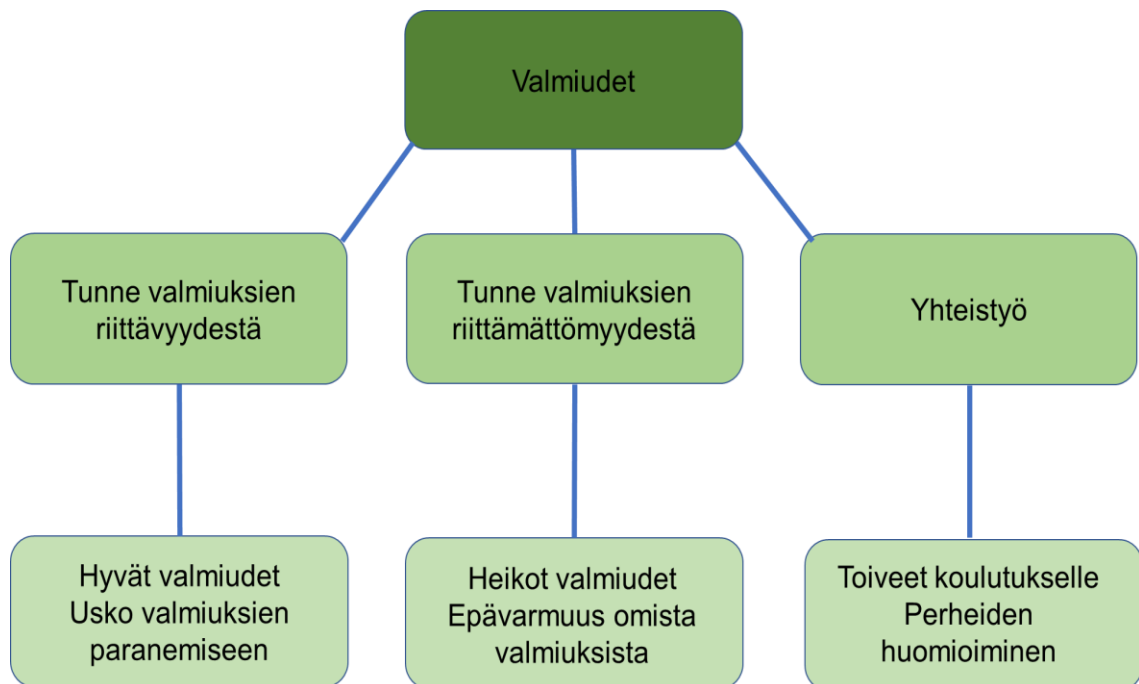 Valmiudet
Tunne valmiuksien
riittävyydestä
Tunne valmiuksien
riittämättömyydestä
Yhteistyö
Hyvät valmiudet
Usko valmiuksien
paranemiseen
Heikot valmiudet
Epävarmuus omista
valmiuksista
Toiveet koulutukselle
Perheiden
huomioiminen